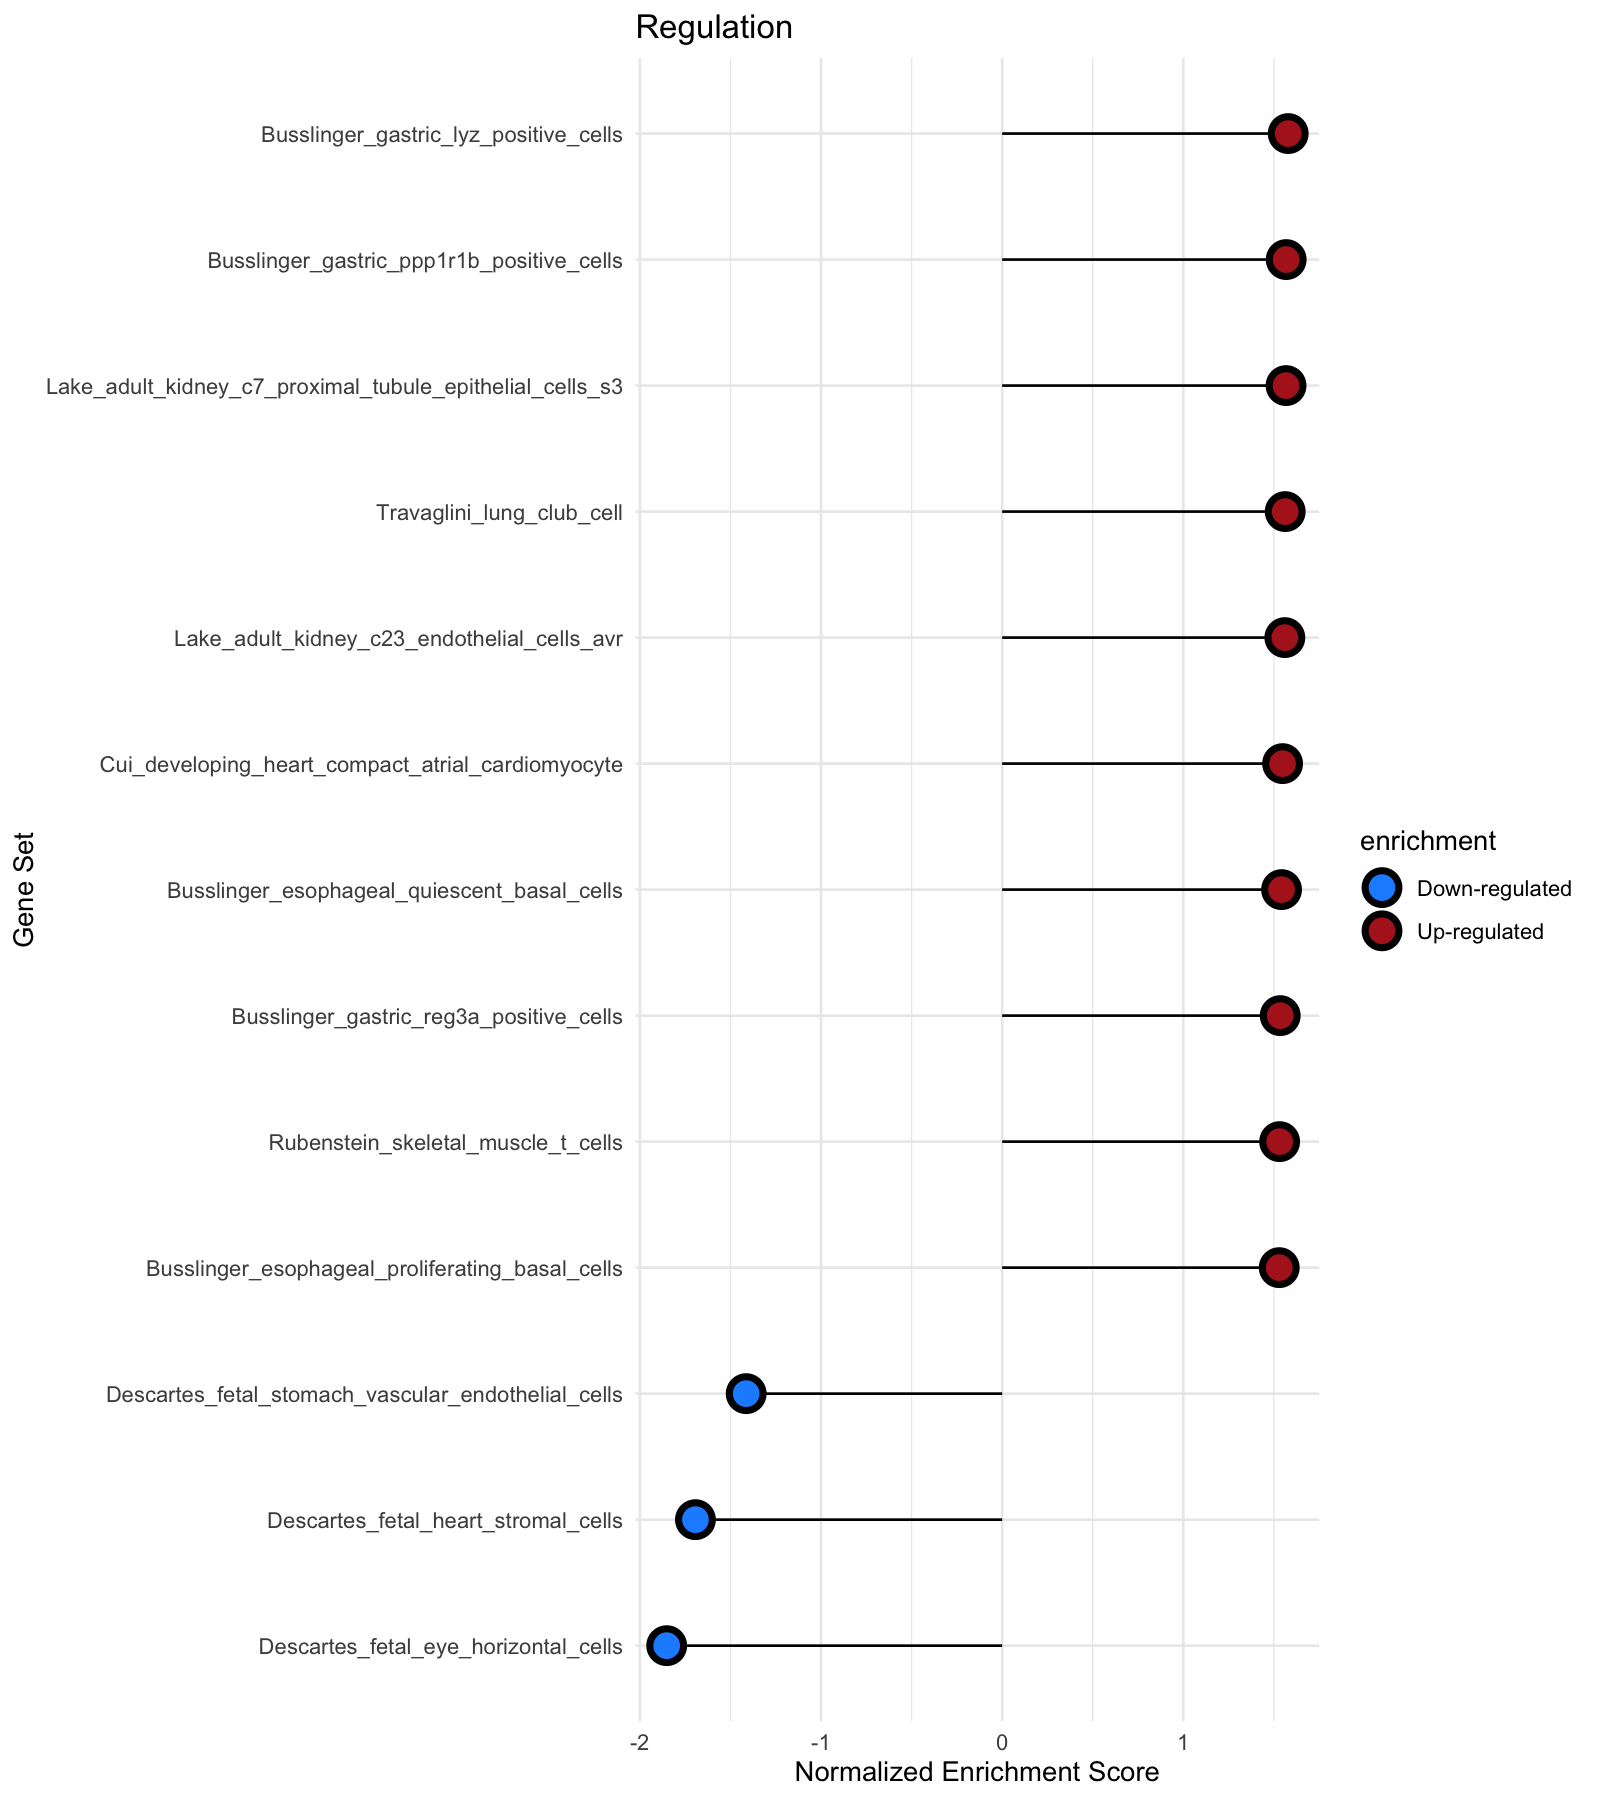 Regulation
Busslinger_gastric_lyz_positive_cells
Busslinger_gastric_ppp1r1b_positive_cells
Lake_adult_kidney_c7_proximal_tubule_epithelial_cells_s3
Travaglini_lung_club_cell
Lake_adult_kidney_c23_endothelial_cells_avr
Cui_developing_heart_compact_atrial_cardiomyocyte
Busslinger_esophageal_quiescent_basal_cells
Busslinger_gastric_reg3a_positive_cells
Rubenstein_skeletal_muscle_t_cells
Busslinger_esophageal_proliferating_basal_cells
Descartes_fetal_stomach_vascular_endothelial_cells
Descartes_fetal_heart_stromal_cells
Descartes_fetal_eye_horizontal_cells
Gene Set
-2 -1 0 1
Normalized Enrichment Score
enrichment
Down-regulated
Up-regulated